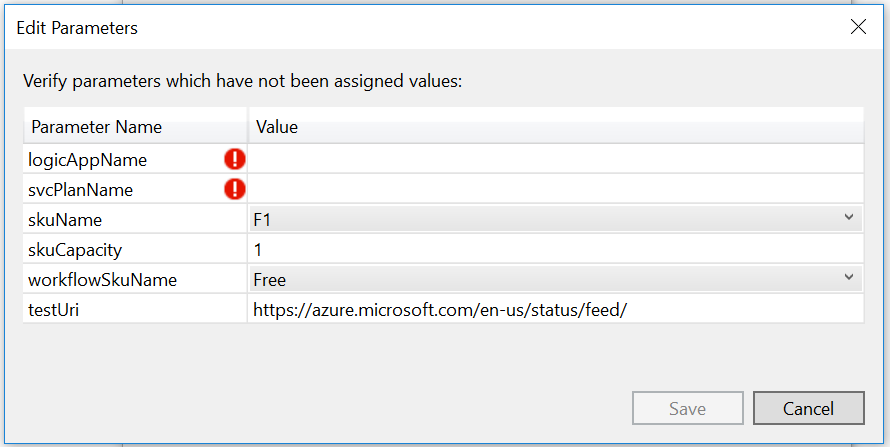 Edit Parameters
Verify parameters which have not been assigned values:
Parameter Name Value
logicAppName
svcPlanName
skuName F1
skuCapacity 1
workflowSkuName Free
testUri https://azure.microsoft.com/en-us/status/feed/
Save Cancel